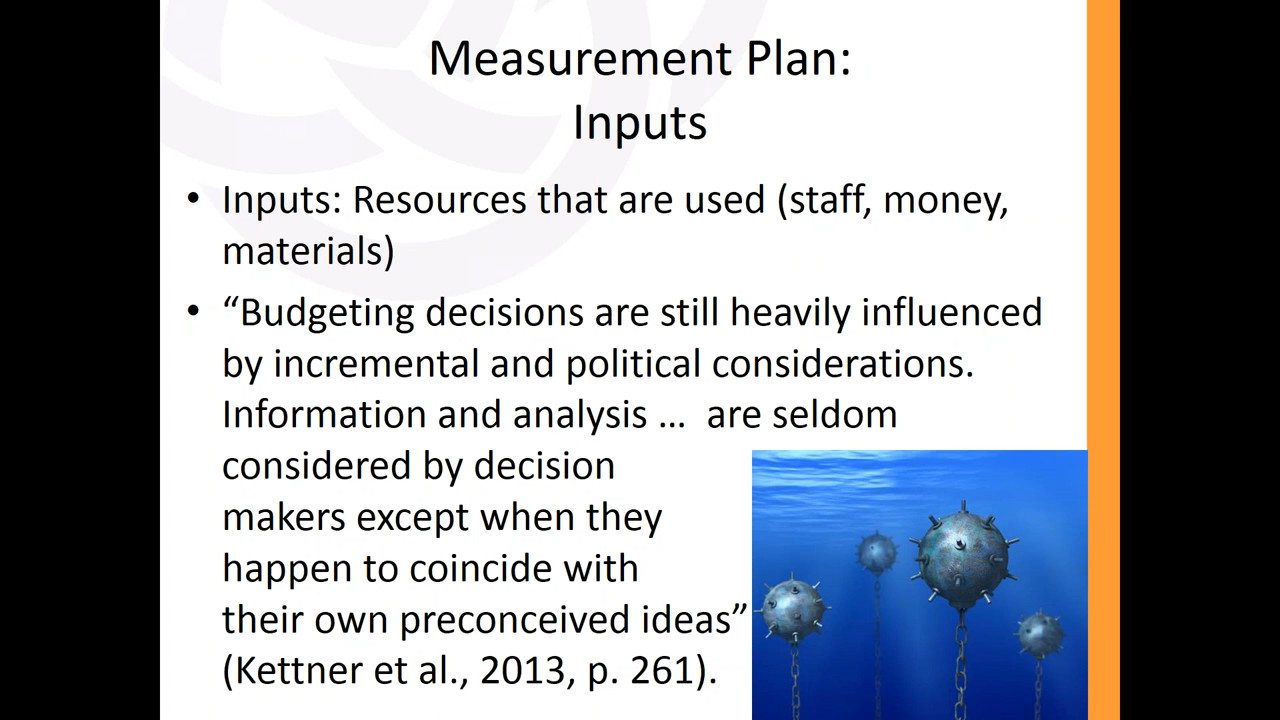 Measurement Plan:
Inputs
• Inputs: Resources that are used (staff, money,
materials)
• “Budgeting decisions are still heavily influenced
by incremental and political considerations.
Information and analysis …  are seldom
considered by decision
makers except when they
happen to coincide with
their own preconceived ideas”
(Kettner et al., 2013, p. 261).